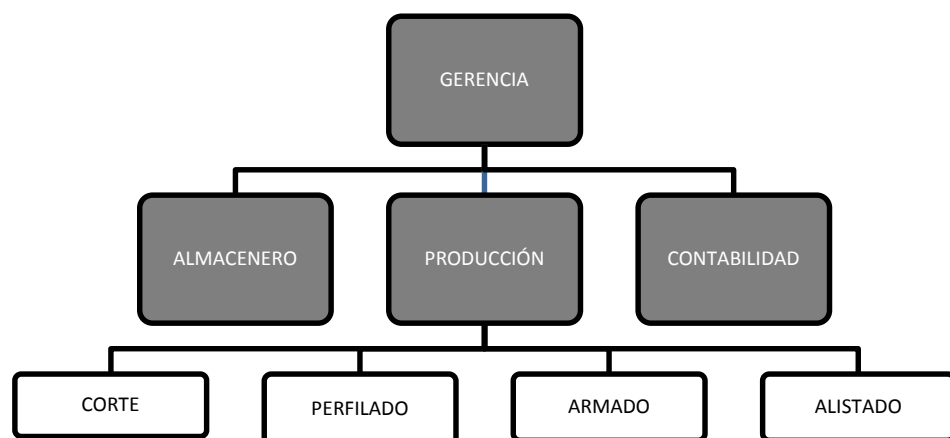 GERENCIA
ALMACENERO
PRODUCCIÓN
CONTABILIDAD
CORTE
PERFILADO
ARMADO
ALISTADO